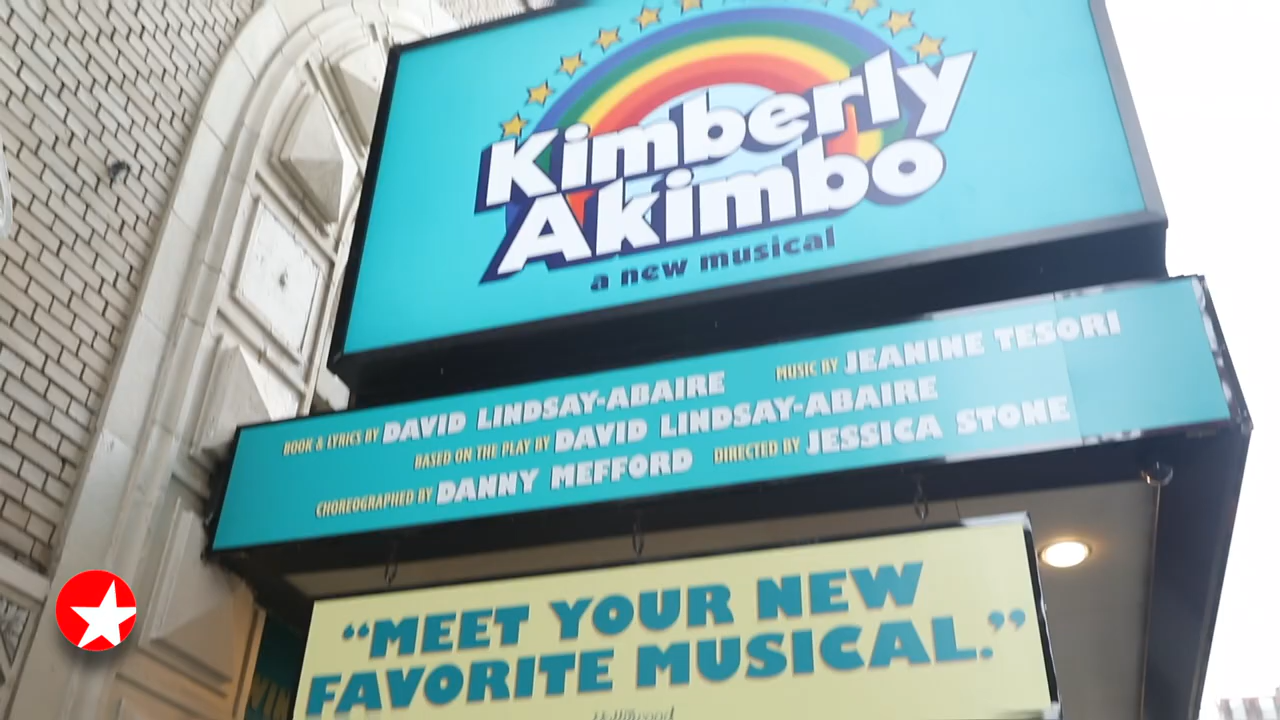 Kimberly
Akimbo
a new musical
BOOK & LYRICS BY DAVID LINDSAY-ABAIRE MUSIC BY JEANINE TESORI
BASED ON THE PLAY BY DAVID LINDSAY-ABAIRE
CHOREOGRAPHED BY DANNY MEFFORD DIRECTED BY JESSICA STONE
“MEET YOUR NEW
FAVORITE MUSICAL.”
Hollywood